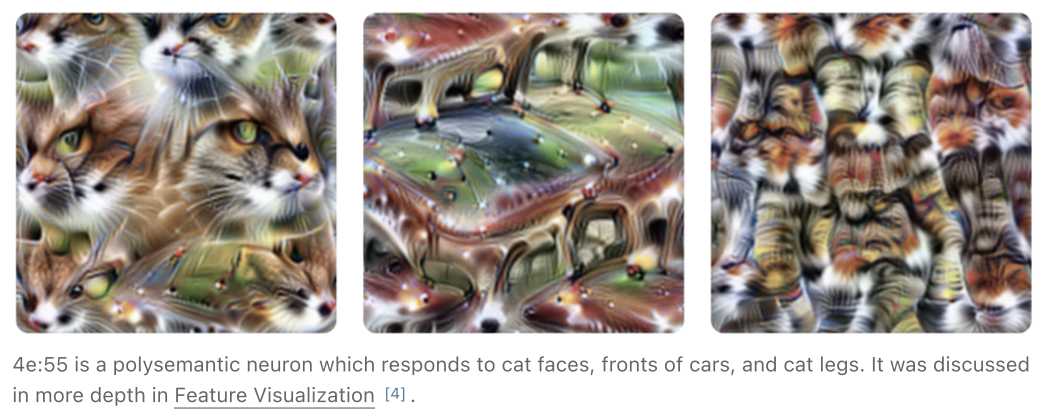 4e:55 is a polysemantic neuron which responds to cat faces, fronts of cars, and cat legs. It was discussed
in more depth in Feature Visualization [4] .